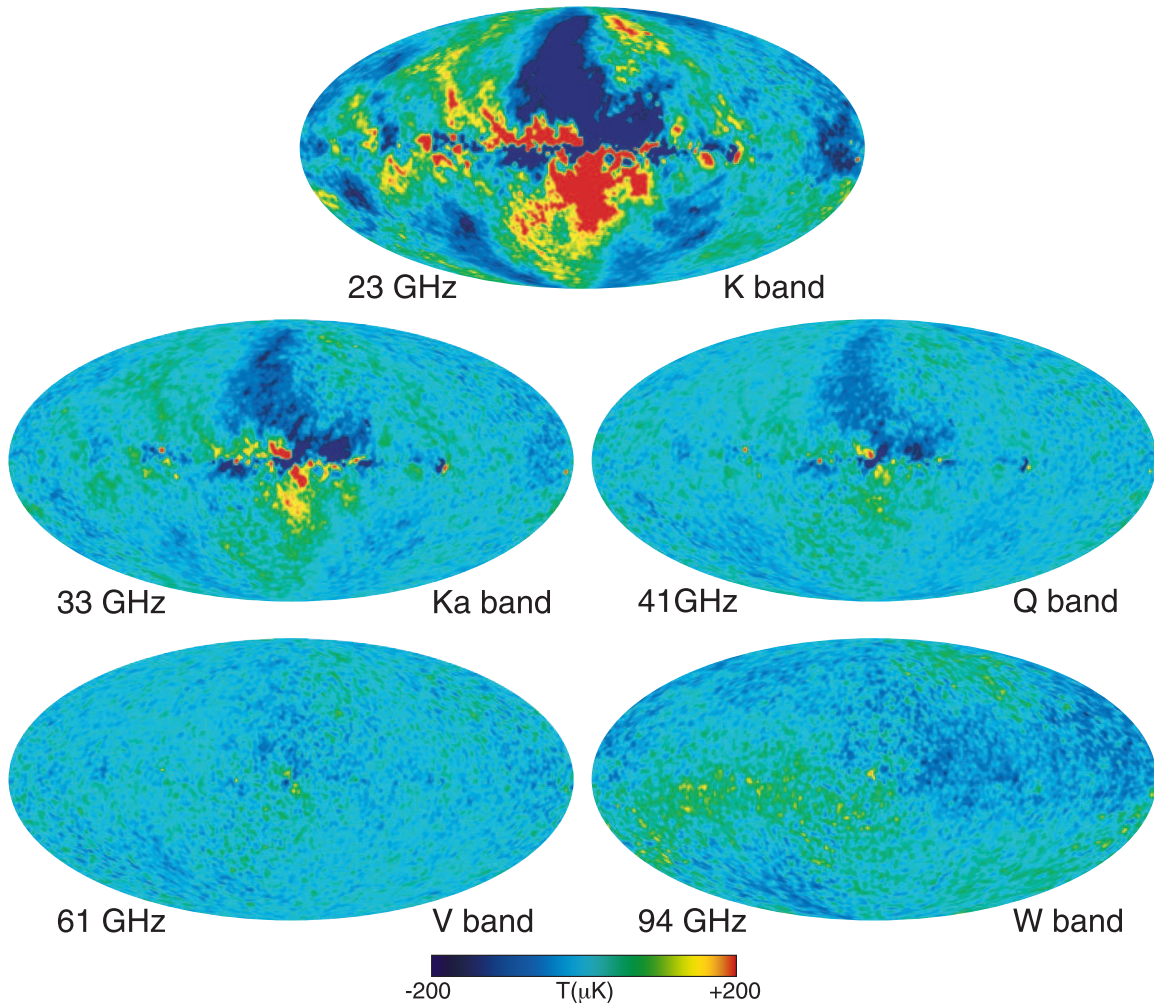 23 GHz K band
33 GHz Ka band
41GHz Q band
61 GHz V band
94 GHz W band
-200 T(μK) +200